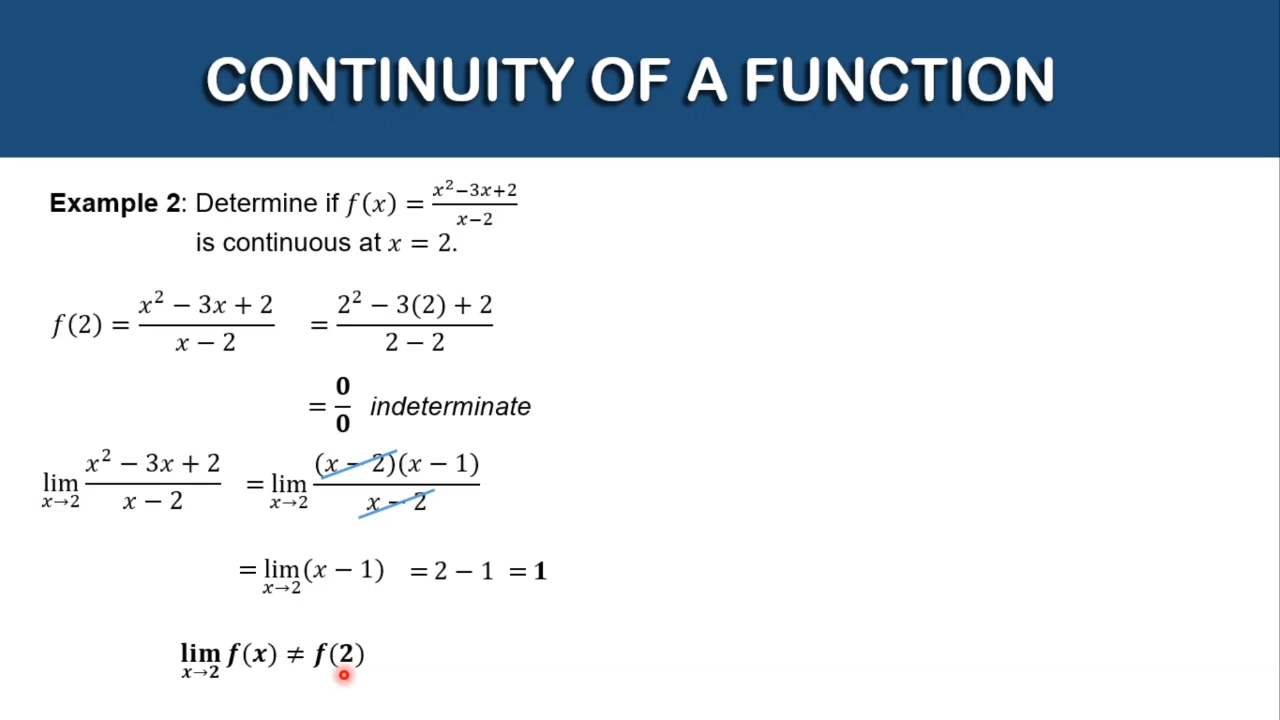 CONTINUITY OF A FUNCTION
Example 2: Determine if f(x) = (x² − 3x + 2)/(x − 2)
is continuous at x = 2.
f(2) = (x² − 3x + 2)/(x − 2) = (2² − 3(2) + 2)/(2 − 2)
= 0/0 indeterminate
lim x→2 (x² − 3x + 2)/(x − 2) = lim x→2 (x − 2)(x − 1)/(x − 2)
= lim x→2 (x − 1) = 2 − 1 = 1
lim x→2 f(x) ≠ f(2)